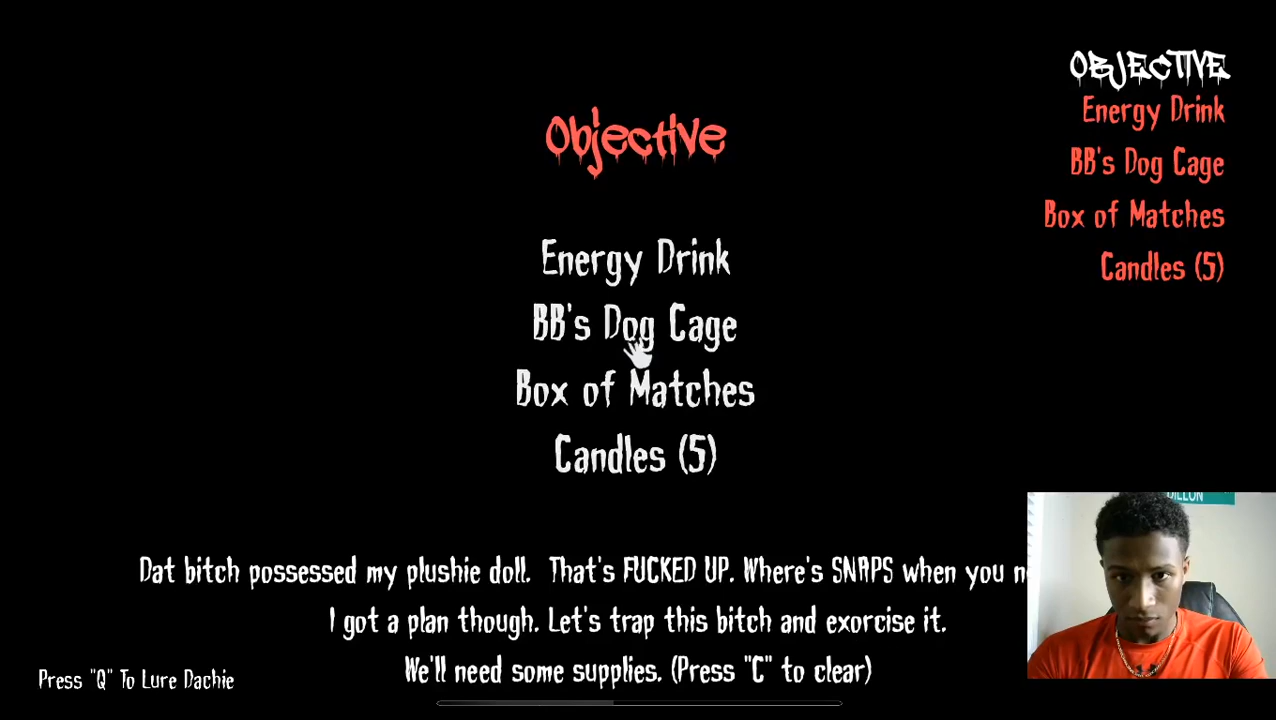 OBJECTIVE
Energy Drink
BB's Dog Cage
Box of Matches
Candles (5)
Objective
Energy Drink
BB's Dog Cage
Box of Matches
Candles (5)
DILLON
Dat bitch possessed my plushie doll. That's FUCKED UP. Where's SNAPS when you
I got a plan though. Let's trap this bitch and exorcise it.
We'll need some supplies. (Press "C" to clear)
Press "Q" To Lure Dachie